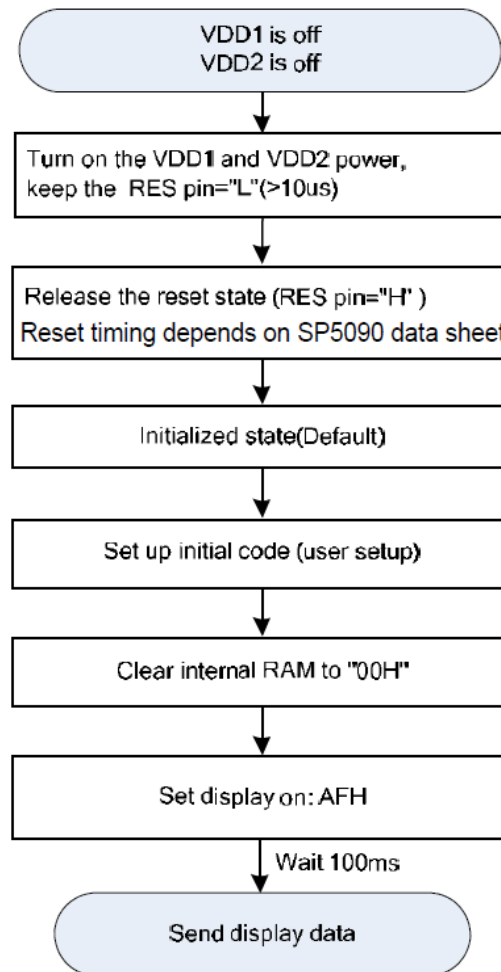 VDD1 is off
VDD2 is off
Turn on the VDD1 and VDD2 power,
keep the RES pin="L"(>10us)
Release the reset state (RES pin="H" )
Reset timing depends on SP5090 data sheet
Initialized state(Default)
Set up initial code (user setup)
Clear internal RAM to "00H"
Set display on: AFH
Wait 100ms
Send display data